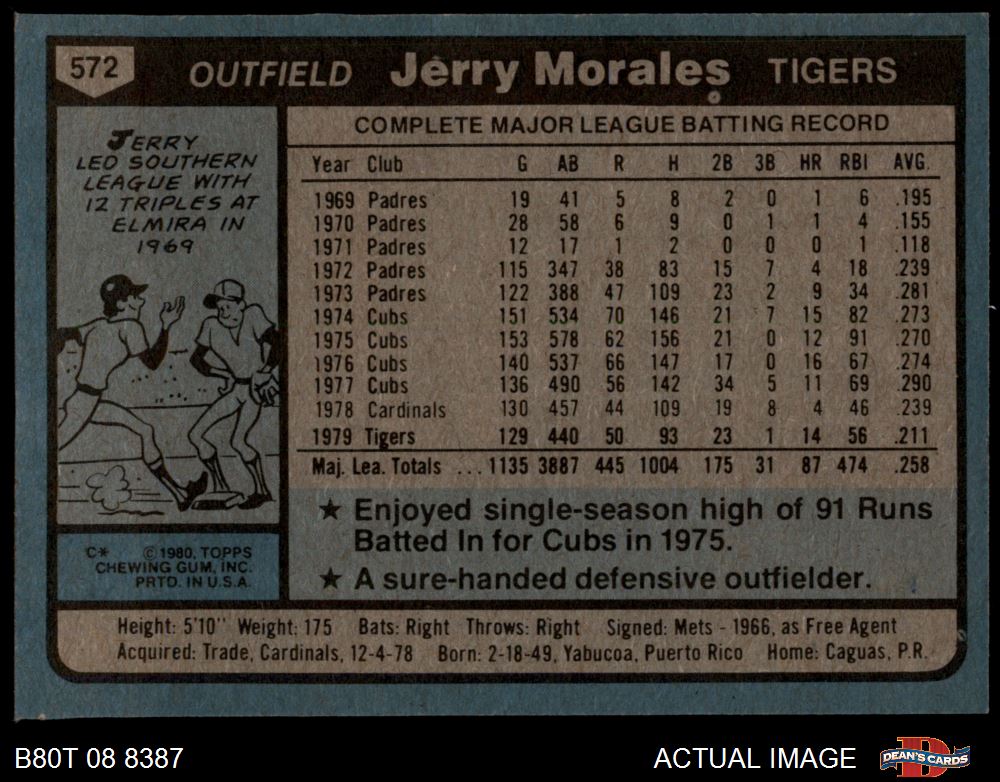 572 OUTFIELD Jerry Morales TIGERS
JERRY
LED SOUTHERN
LEAGUE WITH
12 TRIPLES AT
ELMIRA IN
1969
C* ©1980, TOPPS
CHEWING GUM, INC.
PRTD. IN U.S.A.
COMPLETE MAJOR LEAGUE BATTING RECORD
Year Club G AB R H 2B 3B HR RBI AVG.
1969 Padres 19 41 5 8 2 0 1 6 .195
1970 Padres 28 58 6 9 0 1 1 4 .155
1971 Padres 12 17 1 2 0 0 0 1 .118
1972 Padres 115 347 38 83 15 7 4 18 .239
1973 Padres 122 388 47 109 23 2 9 34 .281
1974 Cubs 151 534 70 146 21 7 15 82 .273
1975 Cubs 153 578 62 156 21 0 12 91 .270
1976 Cubs 140 537 66 147 17 0 16 67 .274
1977 Cubs 136 490 56 142 34 5 11 69 .290
1978 Cardinals 130 457 44 109 19 8 4 46 .239
1979 Tigers 129 440 50 93 23 1 14 56 .211
Maj. Lea. Totals ... 1135 3887 445 1004 175 31 87 474 .258
★ Enjoyed single-season high of 91 Runs
Batted In for Cubs in 1975.
★ A sure-handed defensive outfielder.
Height: 5'10" Weight: 175 Bats: Right Throws: Right Signed: Mets - 1966, as Free Agent
Acquired: Trade, Cardinals, 12-4-78 Born: 2-18-49, Yabucoa, Puerto Rico Home: Caguas, P.R.
B80T 08 8387 ACTUAL IMAGE DEAN'S CARDS